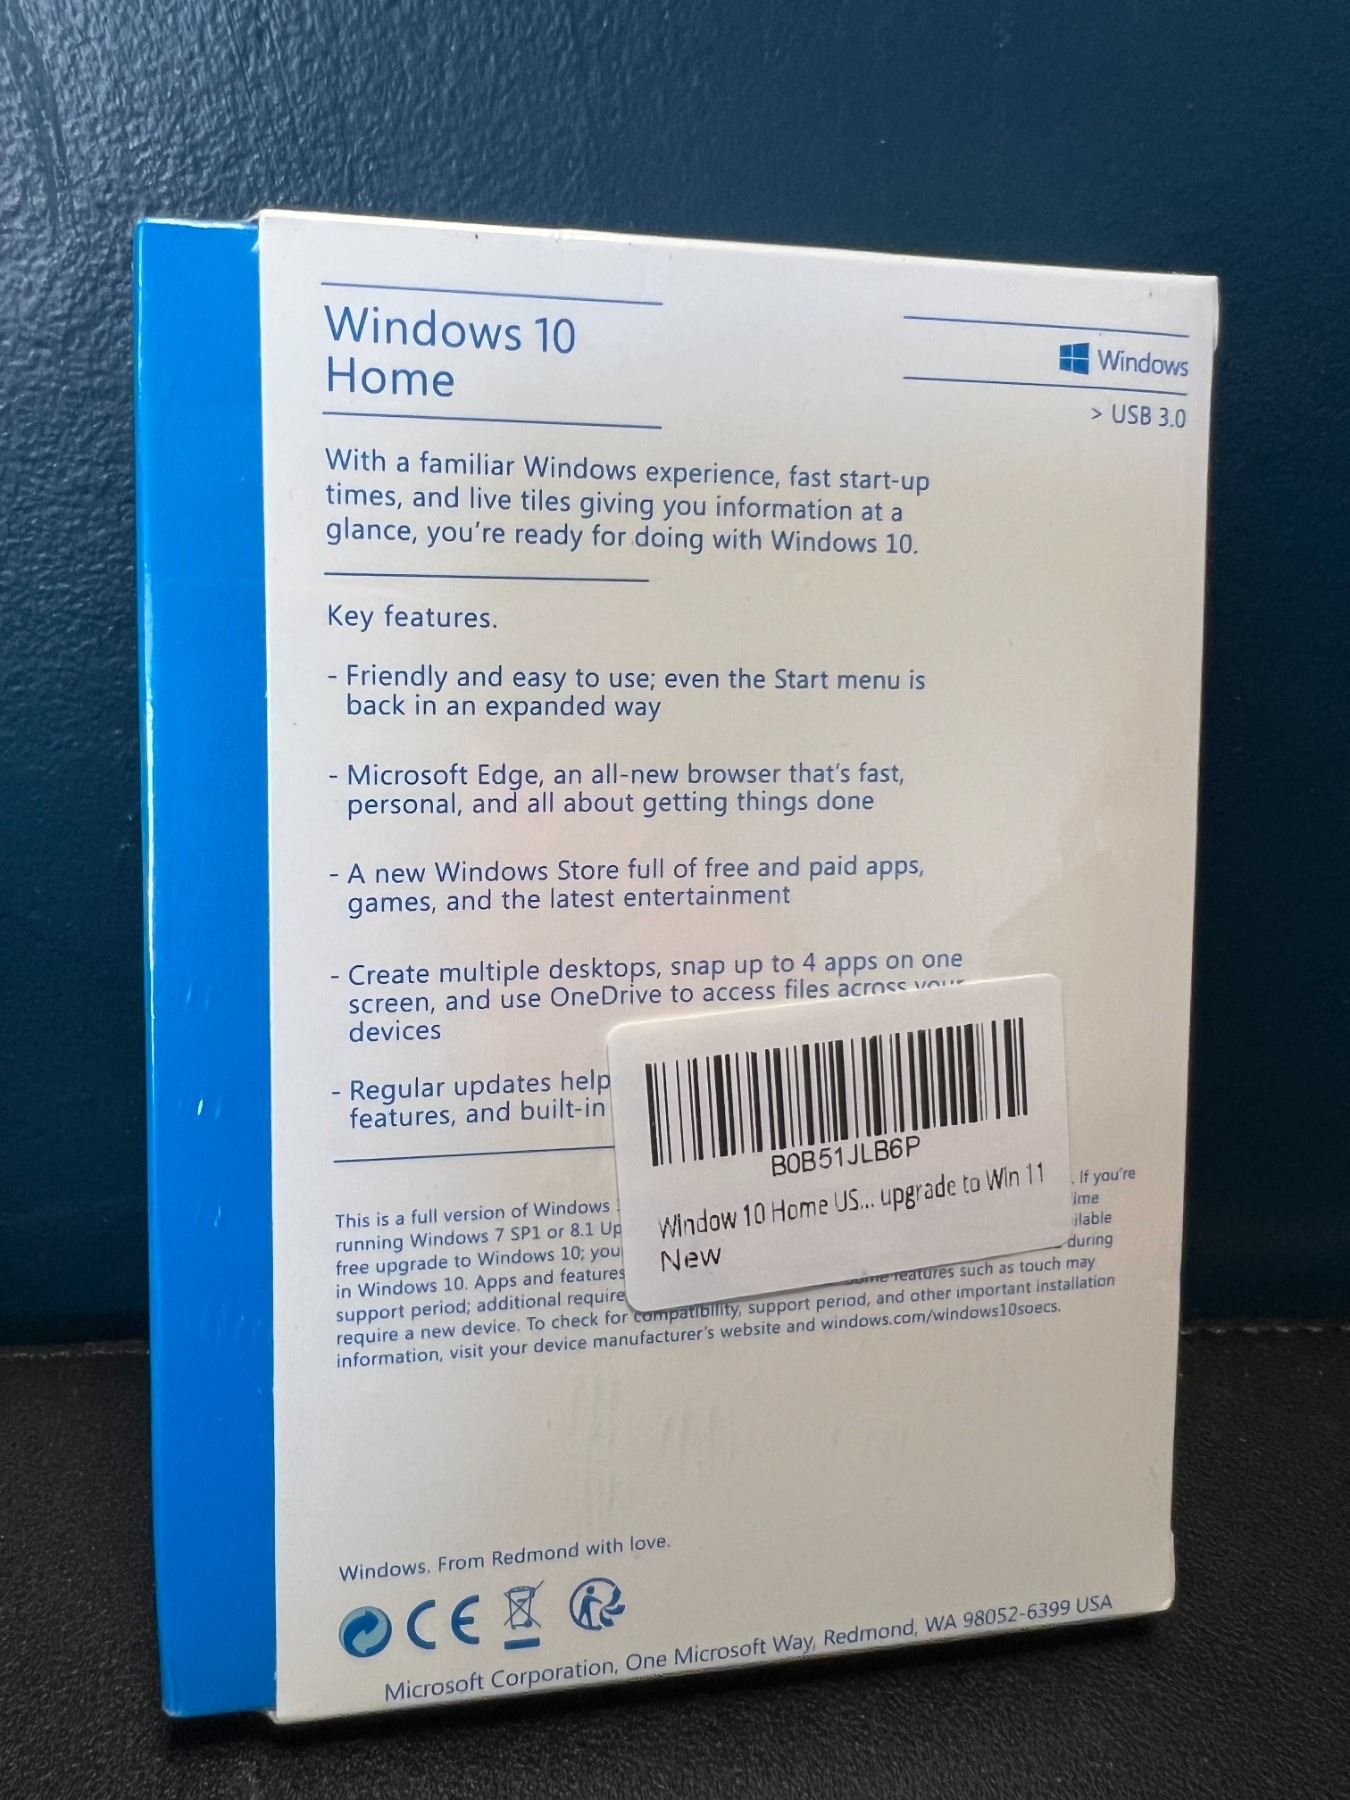 Windows 10
Home
Windows
> USB 3.0
With a familiar Windows experience, fast start-up
times, and live tiles giving you information at a
glance, you're ready for doing with Windows 10.
Key features.
- Friendly and easy to use; even the Start menu is
back in an expanded way
- Microsoft Edge, an all-new browser that's fast,
personal, and all about getting things done
- A new Windows Store full of free and paid apps,
games, and the latest entertainment
- Create multiple desktops, snap up to 4 apps on one
screen, and use OneDrive to access files across your
devices
- Regular updates help
features, and built-in
B0B51JLB6P
Window 10 Home US... upgrade to Win 11
New
This is a full version of Windows . If you're
running Windows 7 SP1 or 8.1 Up ime
free upgrade to Windows 10; you ilable
in Windows 10. Apps and features during
support period; additional require Some features such as touch may
require a new device. To check for compatibility, support period, and other important installation
information, visit your device manufacturer's website and windows.com/windows10soecs.
Windows. From Redmond with love.
CE
Microsoft Corporation, One Microsoft Way, Redmond, WA 98052-6399 USA